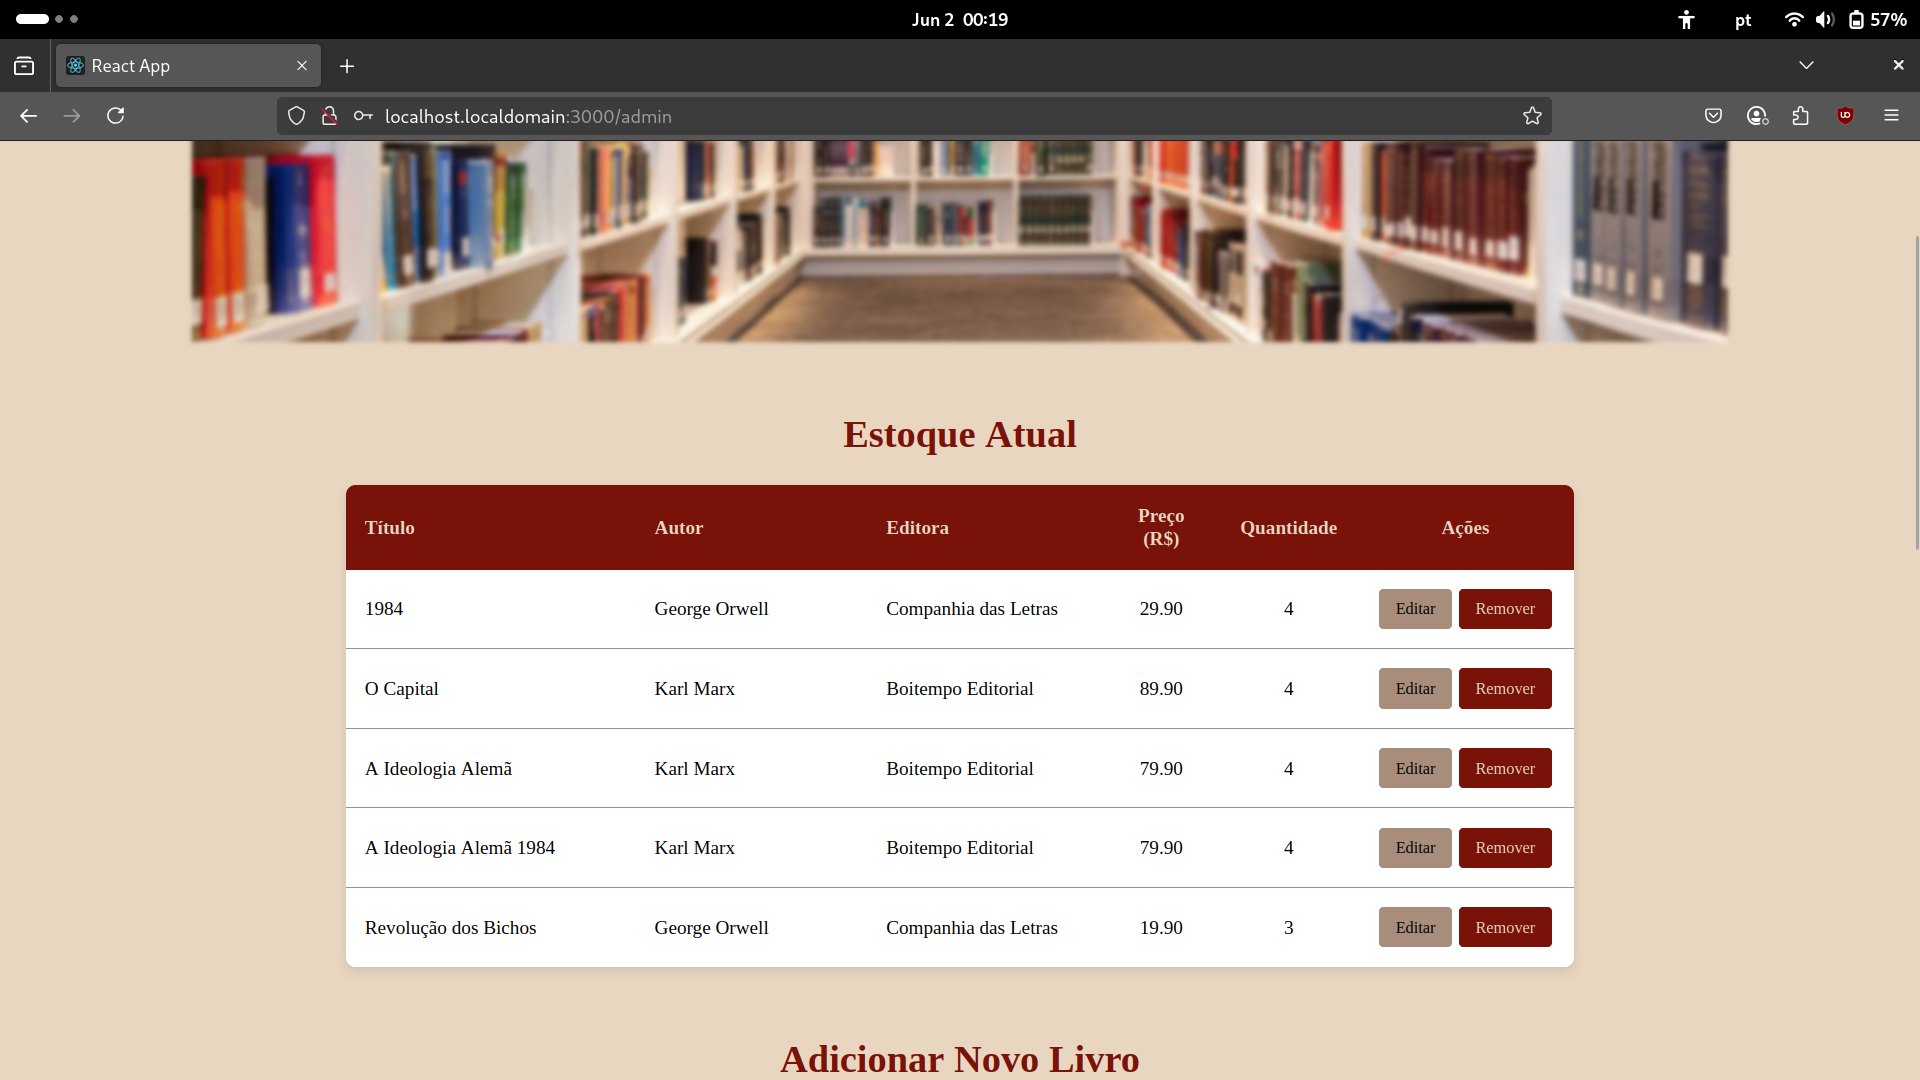 Jun 2 00:19
pt
57%
React App
localhost.localdomain:3000/admin
Estoque Atual
Título Autor Editora Preço (R$) Quantidade Ações
1984 George Orwell Companhia das Letras 29.90 4 Editar Remover
O Capital Karl Marx Boitempo Editorial 89.90 4 Editar Remover
A Ideologia Alemã Karl Marx Boitempo Editorial 79.90 4 Editar Remover
A Ideologia Alemã 1984 Karl Marx Boitempo Editorial 79.90 4 Editar Remover
Revolução dos Bichos George Orwell Companhia das Letras 19.90 3 Editar Remover
Adicionar Novo Livro